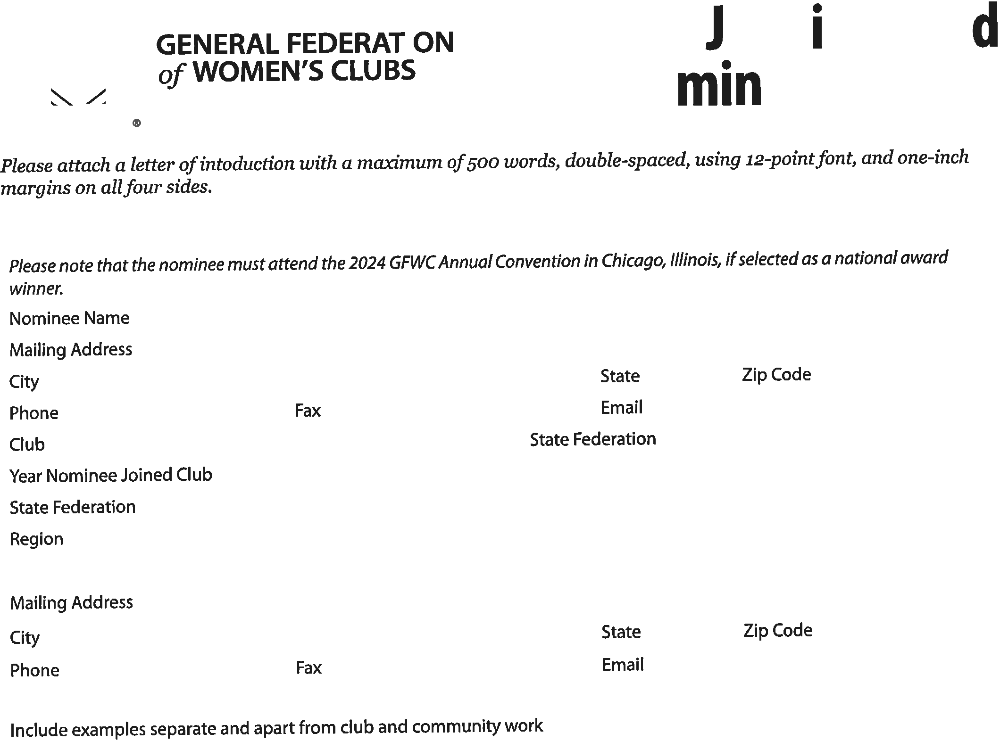 GENERAL FEDERAT ON
of WOMEN'S CLUBS
J i d
min
®
Please attach a letter of intoduction with a maximum of 500 words, double-spaced, using 12-point font, and one-inch
margins on all four sides.
Please note that the nominee must attend the 2024 GFWC Annual Convention in Chicago, Illinois, if selected as a national award
winner.
Nominee Name
Mailing Address
City State Zip Code
Phone Fax Email
Club State Federation
Year Nominee Joined Club
State Federation
Region
Mailing Address
City State Zip Code
Phone Fax Email
Include examples separate and apart from club and community work